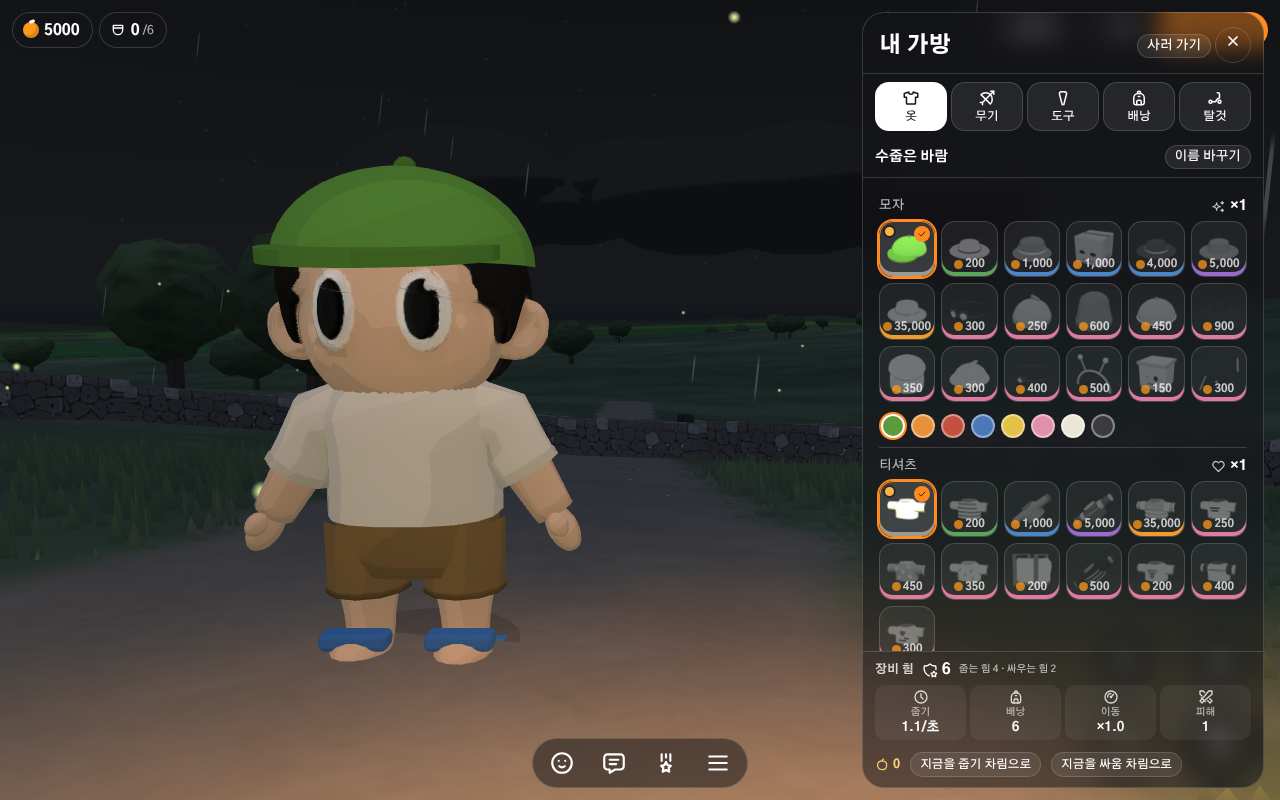 5000
0 /6
내 가방
사러 가기
옷
무기
도구
배낭
탈것
수줍은 바람
이름 바꾸기
모자
×1
200
1,000
1,000
4,000
5,000
35,000
300
250
600
450
900
350
300
400
500
150
300
티셔츠
×1
200
1,000
5,000
35,000
250
450
350
200
500
200
400
300
장비 힘 6 줍는 힘 4 · 싸우는 힘 2
줍기
1.1/초
배낭
6
이동
×1.0
피해
1
0
지금을 줍기 차림으로
지금을 싸움 차림으로